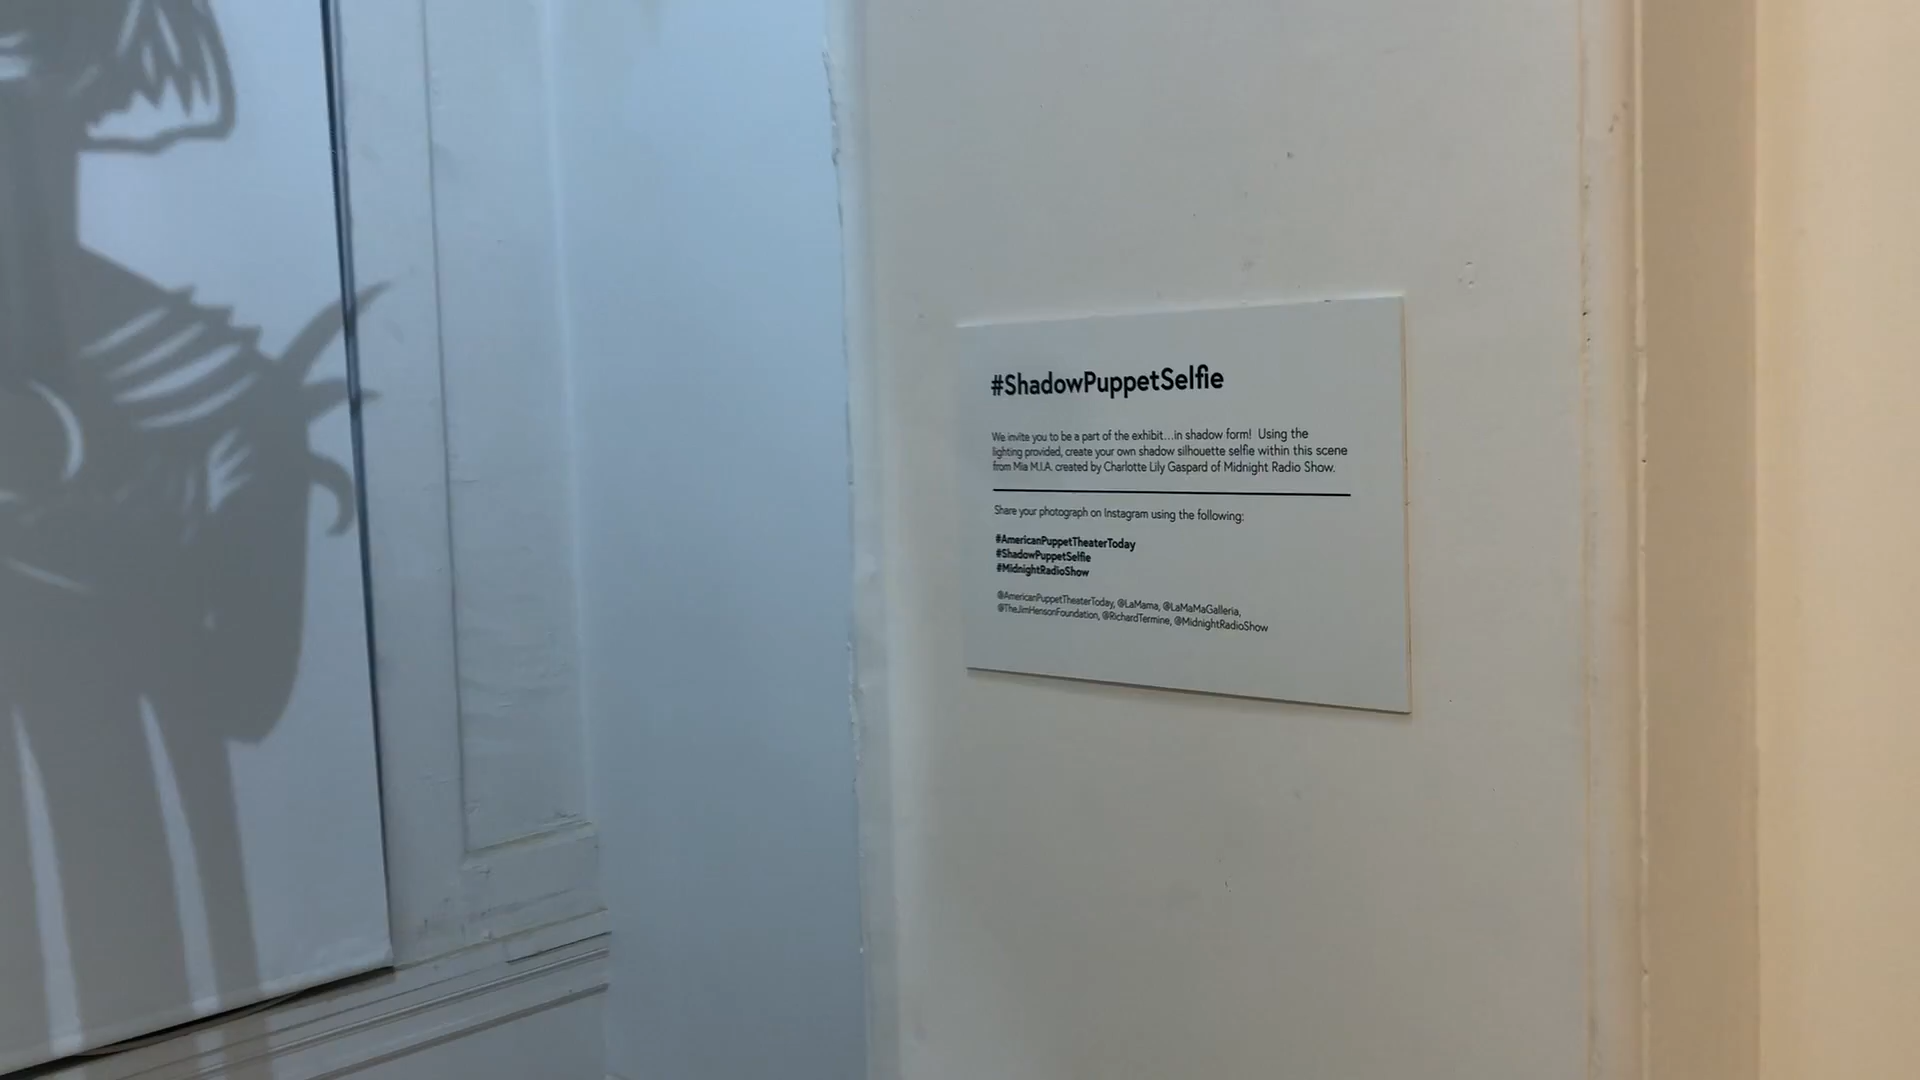 #ShadowPuppetSelfie
We invite you to be a part of the exhibit...in shadow form! Using the
lighting provided, create your own shadow silhouette selfie within this scene
from Mia M.I.A. created by Charlotte Lily Gaspard of Midnight Radio Show.
Share your photograph on Instagram using the following:
#AmericanPuppetTheaterToday
#ShadowPuppetSelfie
#MidnightRadioShow
@AmericanPuppetTheaterToday, @LaMama, @LaMaMaGalleria,
@TheJimHensonFoundation, @RichardTermine, @MidnightRadioShow